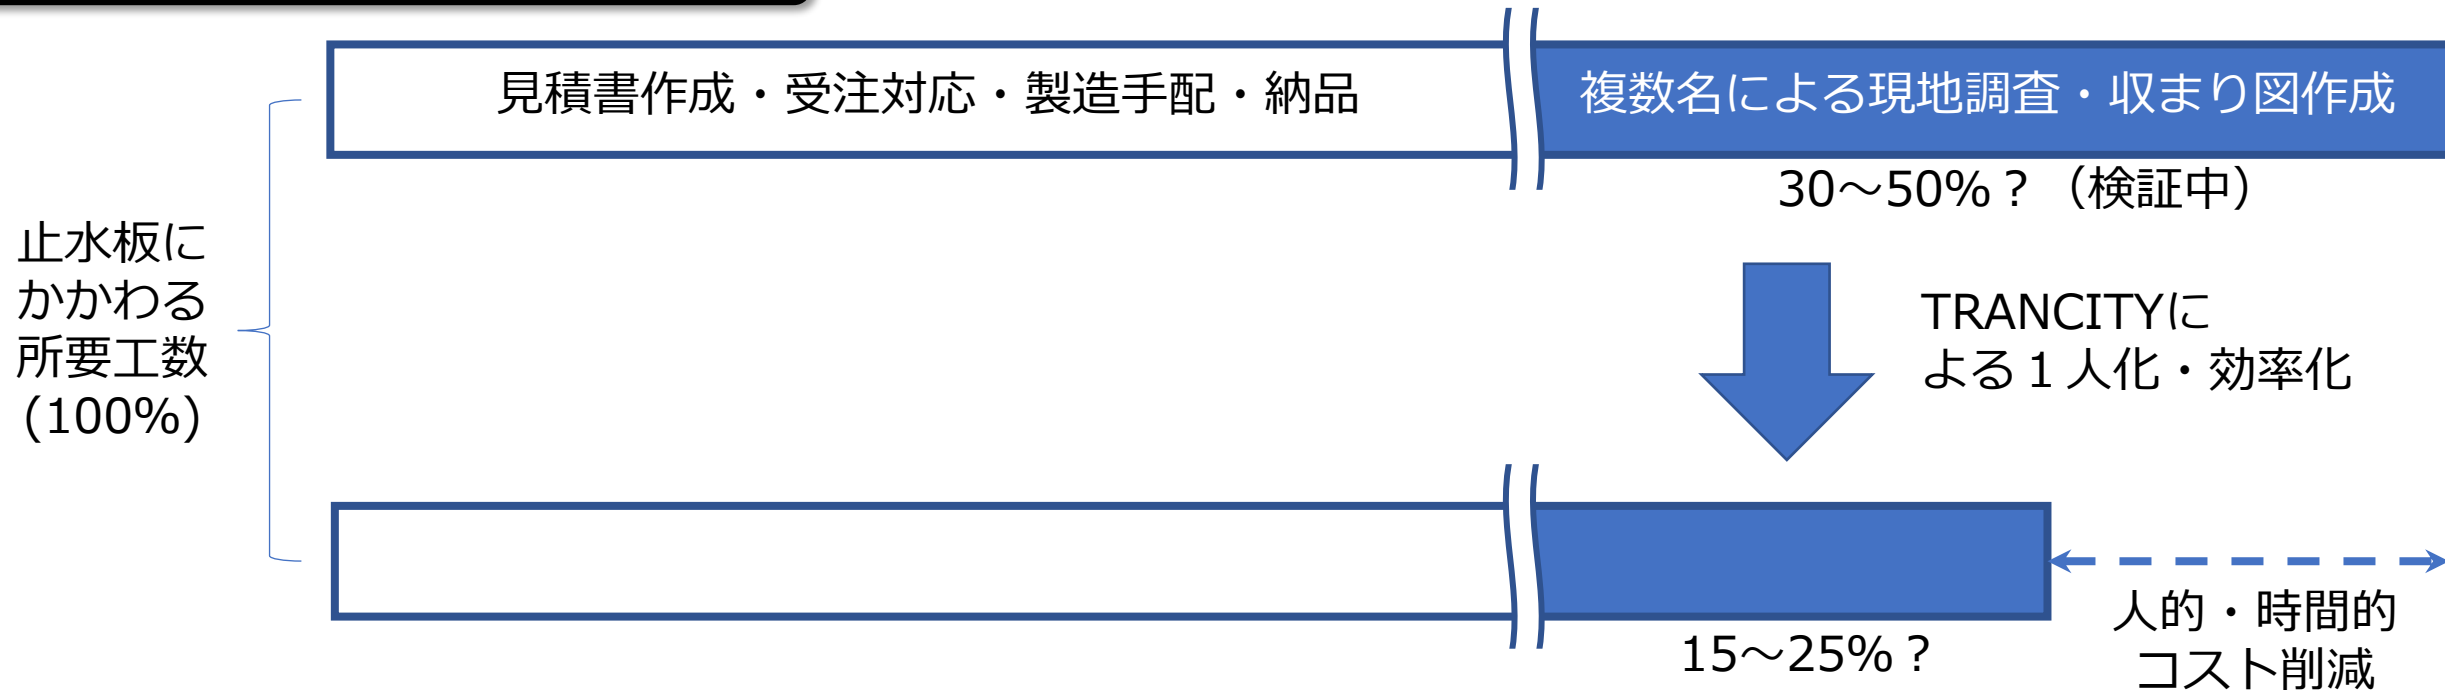 見積書作成・受注対応・製造手配・納品
複数名による現地調査・収まり図作成
30～50%？（検証中）
止水板に
かかわる
所要工数
(100%)
TRANCITYに
よる１人化・効率化
15～25%？
人的・時間的
コスト削減